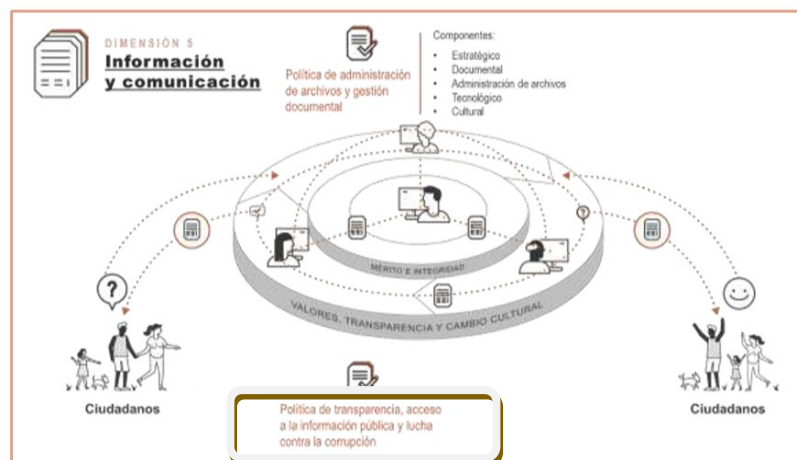 DIMENSIÓN 5
Información
y comunicación
Política de administración
de archivos y gestión
documental
Componentes:
• Estratégico
• Documental
• Administración de archivos
• Tecnológico
• Cultural
MÉRITO E INTEGRIDAD
VALORES, TRANSPARENCIA Y CAMBIO CULTURAL
?
?
Ciudadanos
Ciudadanos
Política de transparencia, acceso
a la información pública y lucha
contra la corrupción